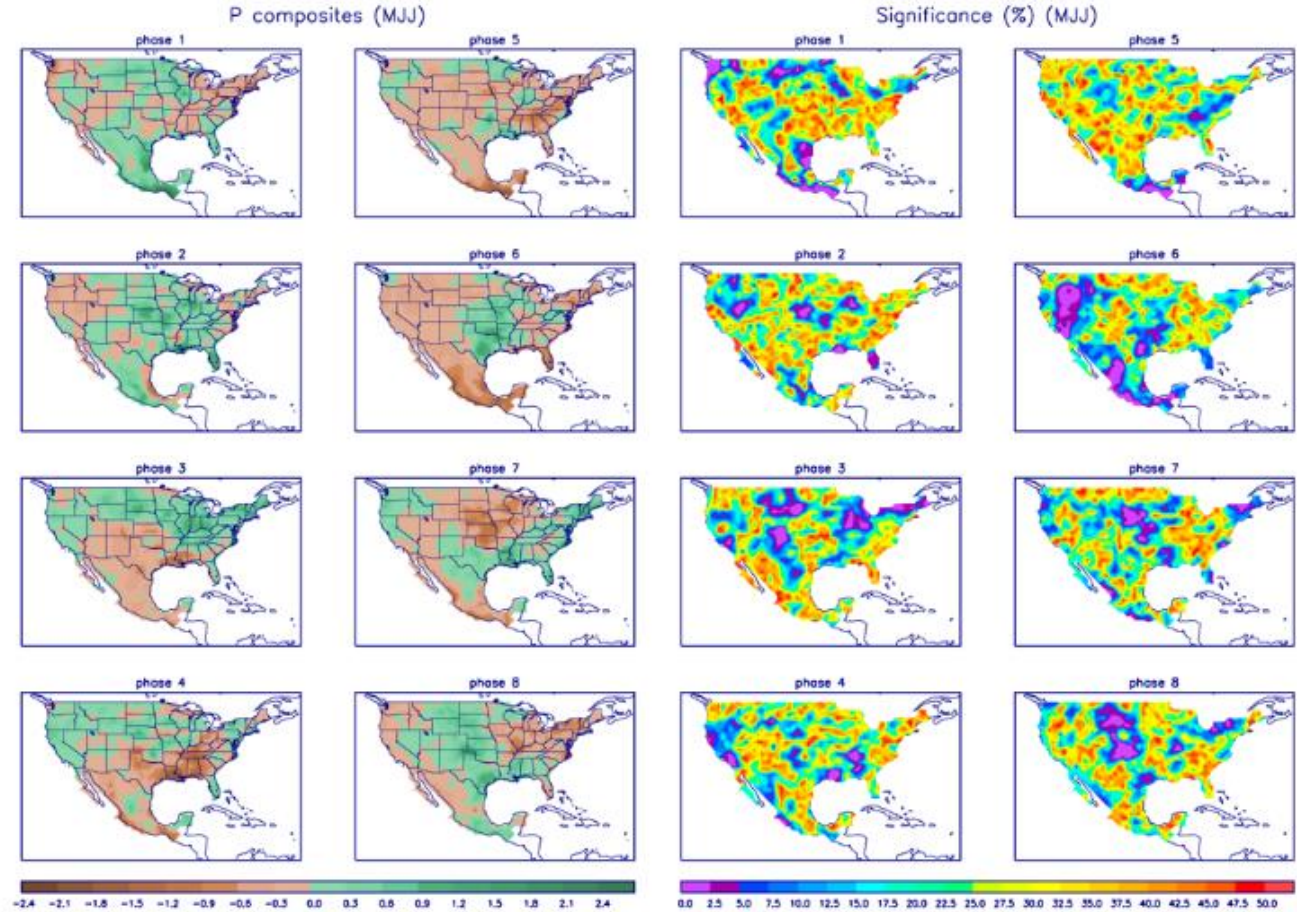 P composites (MJJ) Significance (%) (MJJ)
phase 1 phase 5 phase 1 phase 5
phase 2 phase 6 phase 2 phase 6
phase 3 phase 7 phase 3 phase 7
phase 4 phase 8 phase 4 phase 8
-2.4 -2.1 -1.8 -1.5 -1.2 -0.9 -0.6 -0.3 0.0 0.3 0.6 0.9 1.2 1.5 1.8 2.1 2.4 0.0 2.5 5.0 7.5 10.0 12.5 15.0 17.5 20.0 22.5 25.0 27.5 30.0 32.5 35.0 37.5 40.0 42.5 45.0 47.5 50.0